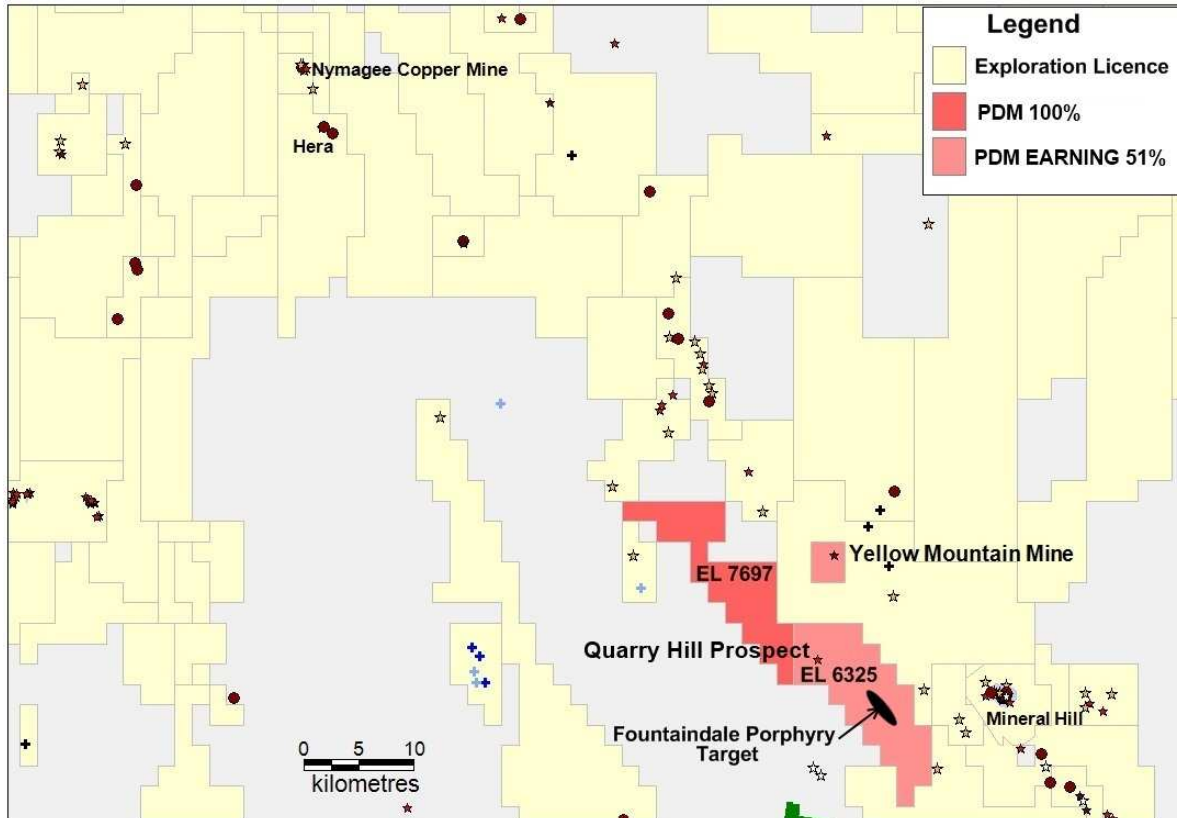 Legend
Exploration Licence
PDM 100%
PDM EARNING 51%
Nymagee Copper Mine
Hera
Yellow Mountain Mine
EL 7697
Quarry Hill Prospect
EL 6325
Fountaindale Porphyry
Target
Mineral Hill
0 5 10
kilometres